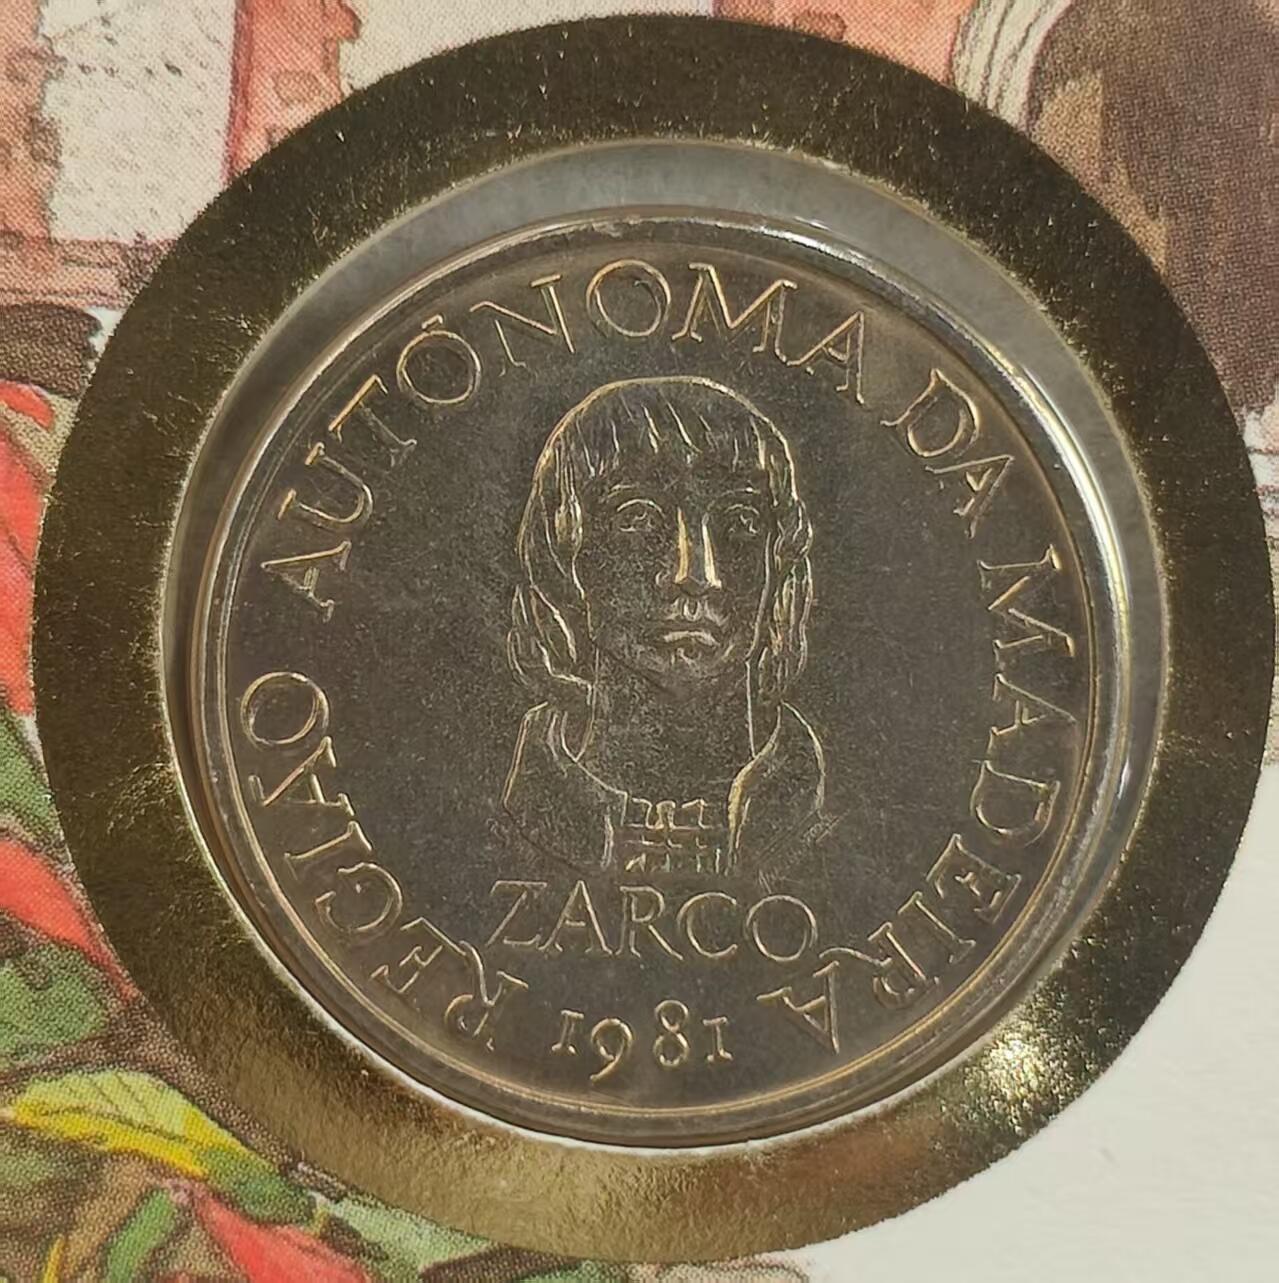 REGIÃO AUTÓNOMA DA MADEIRA
ZARCO
1981